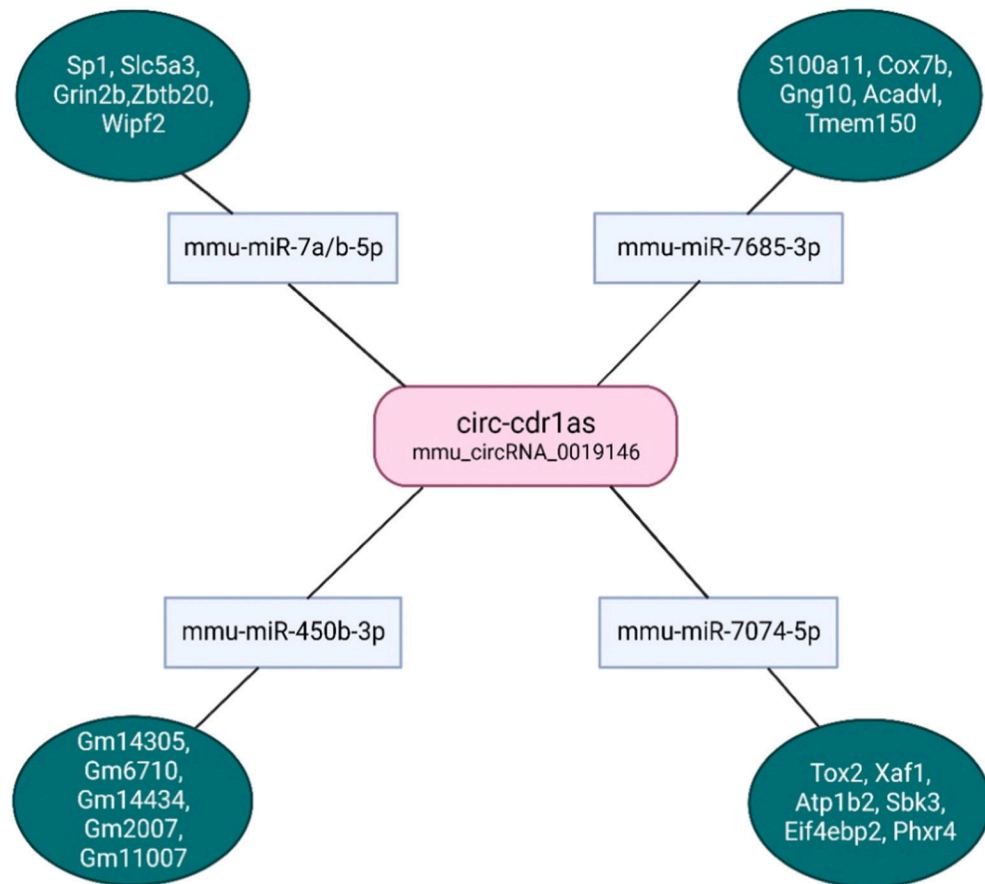 Sp1, Slc5a3,
Grin2b,Zbtb20,
Wipf2
S100a11, Cox7b,
Gng10, Acadvl,
Tmem150
mmu-miR-7a/b-5p
mmu-miR-7685-3p
circ-cdr1as
mmu_circRNA_0019146
mmu-miR-450b-3p
mmu-miR-7074-5p
Gm14305,
Gm6710,
Gm14434,
Gm2007,
Gm11007
Tox2, Xaf1,
Atp1b2, Sbk3,
Eif4ebp2, Phxr4